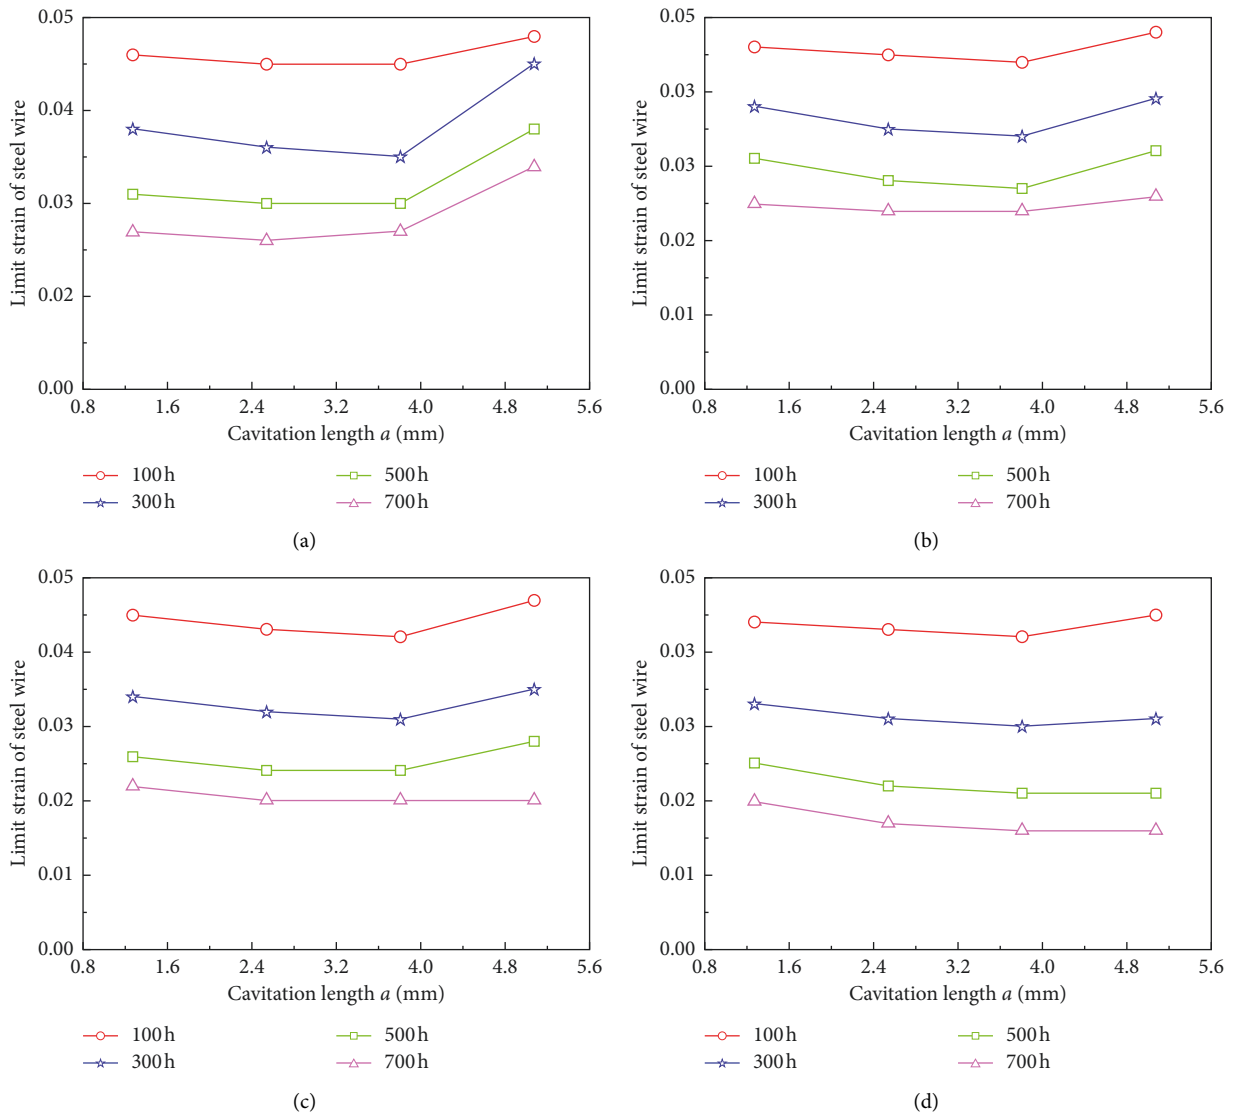 0.05
0.04
0.03
0.02
0.00
Limit strain of steel wire
0.8 1.6 2.4 3.2 4.0 4.8 5.6
Cavitation length a (mm)
100 h 500 h
300 h 700 h
(a)
0.05
0.03
0.03
0.02
0.01
0.00
Limit strain of steel wire
0.8 1.6 2.4 3.2 4.0 4.8 5.6
Cavitation length a (mm)
100 h 500 h
300 h 700 h
(b)
0.05
0.04
0.03
0.02
0.01
0.00
Limit strain of steel wire
0.8 1.6 2.4 3.2 4.0 4.8 5.6
Cavitation length a (mm)
100 h 500 h
300 h 700 h
(c)
0.05
0.03
0.03
0.02
0.01
0.00
Limit strain of steel wire
0.8 1.6 2.4 3.2 4.0 4.8 5.6
Cavitation length a (mm)
100 h 500 h
300 h 700 h
(d)